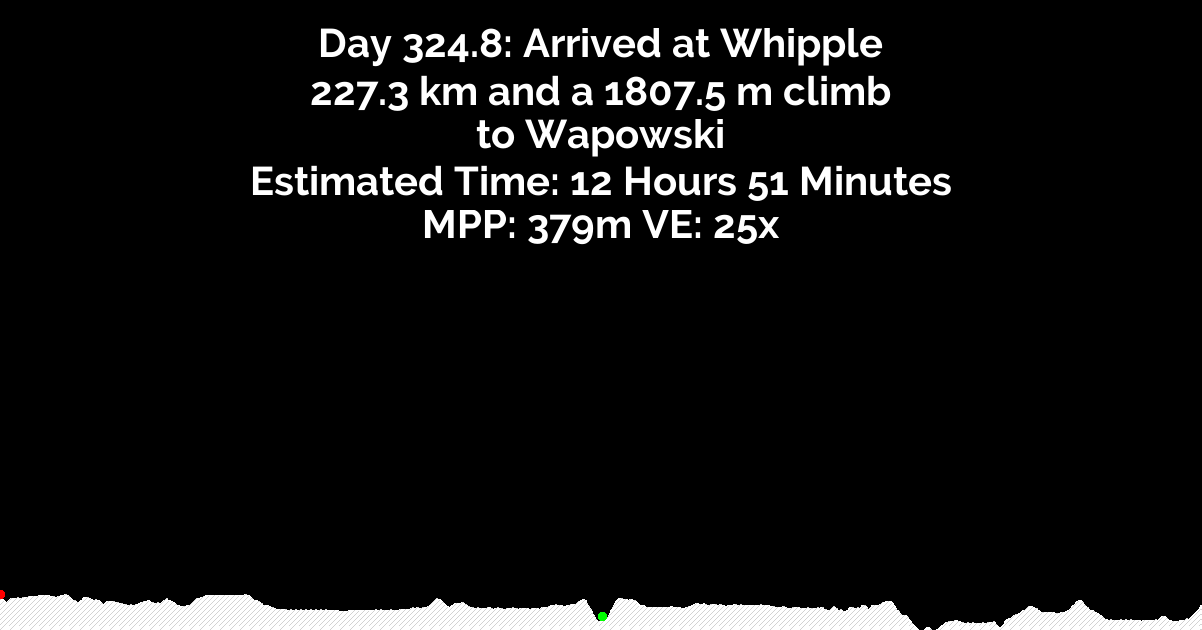 Day 324.8: Arrived at Whipple
227.3 km and a 1807.5 m climb
to Wapowski
Estimated Time: 12 Hours 51 Minutes
MPP: 379m VE: 25x